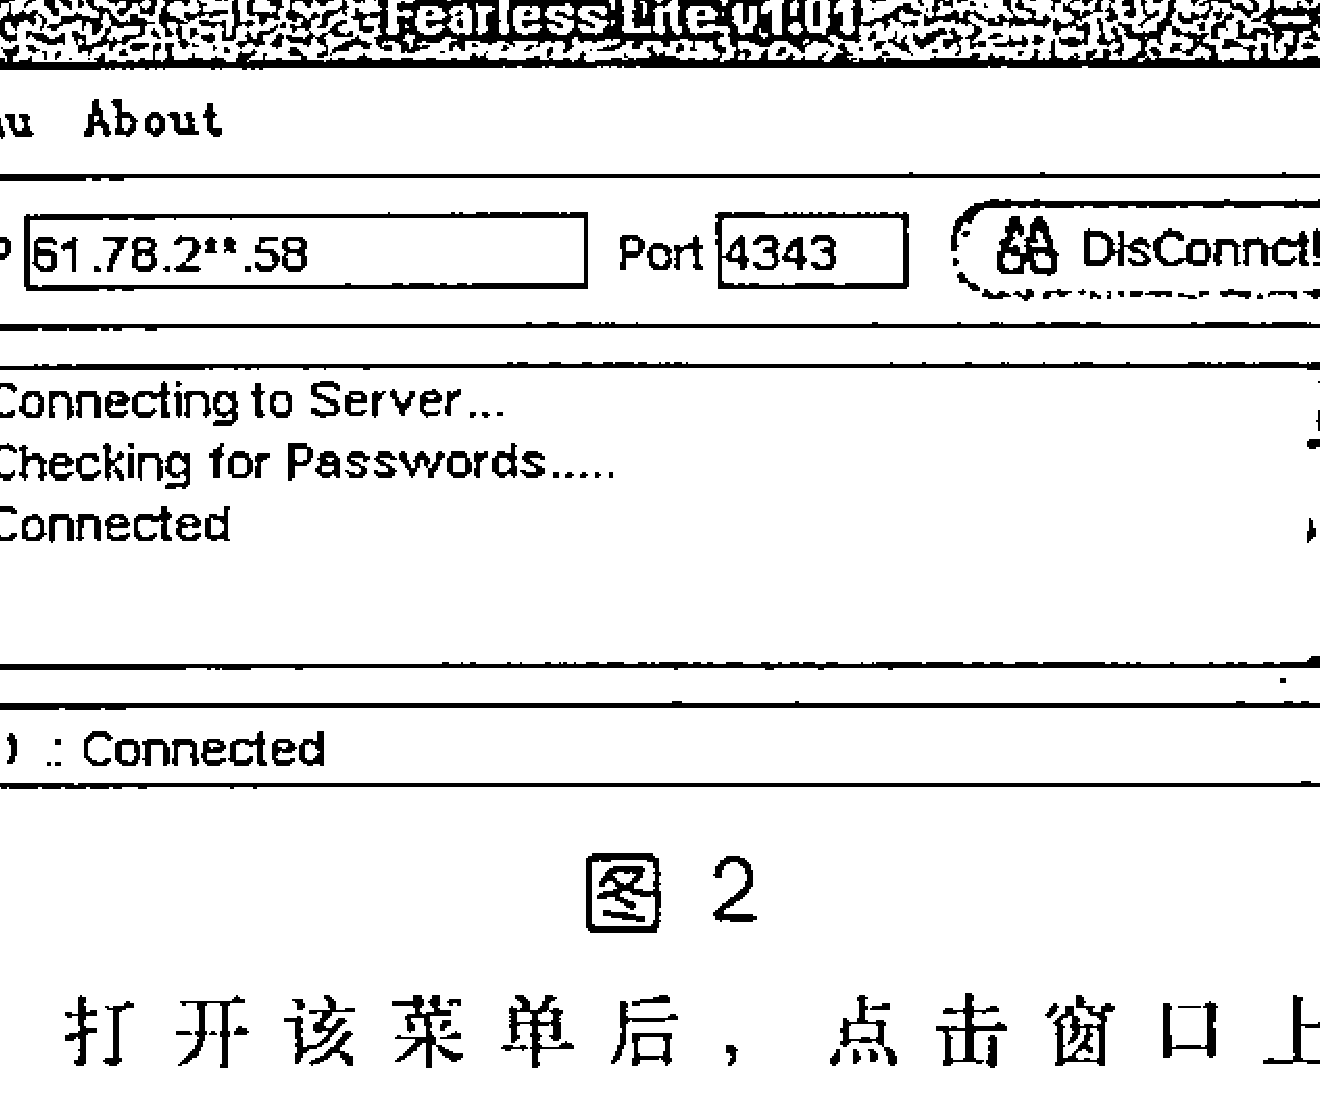 Fearless Lite v1.01
nu About
P 61.78.2**.58 Port 4343 DisConnct!
Connecting to Server...
Checking for Passwords.....
Connected
) .: Connected
图 2
打开该菜单后，点击窗口上